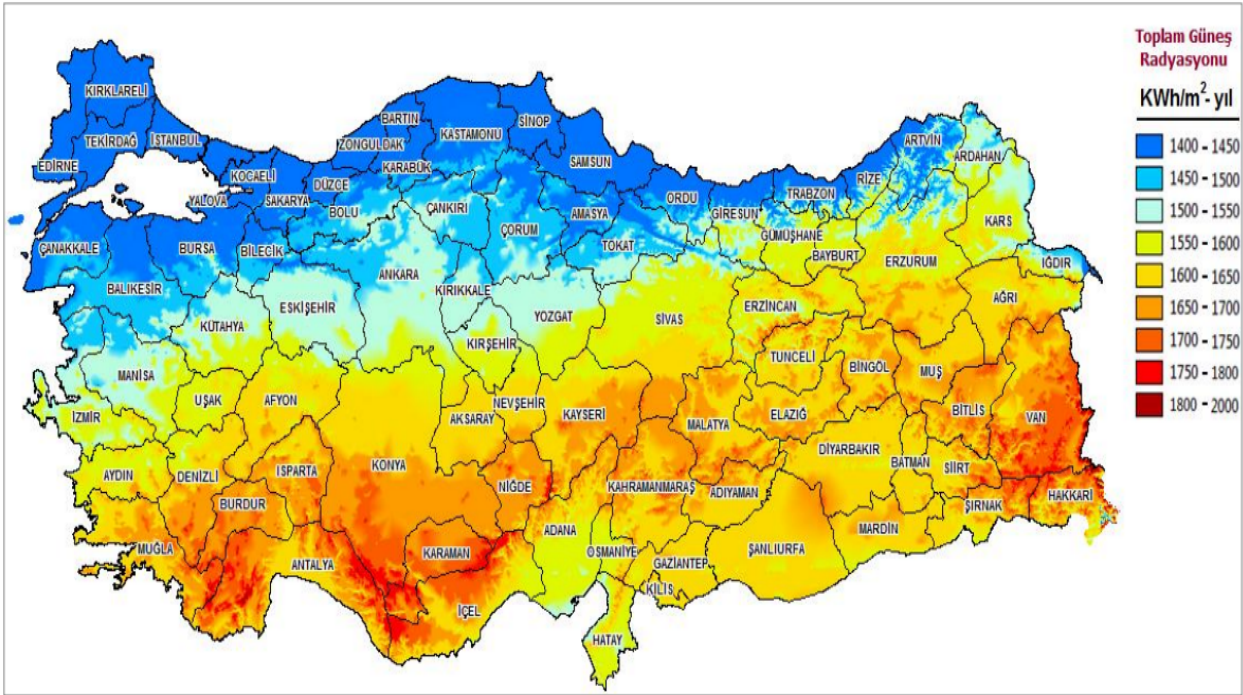 Toplam Güneş
Radyasyonu
KWh/m²- yıl
1400 - 1450
1450 - 1500
1500 - 1550
1550 - 1600
1600 - 1650
1650 - 1700
1700 - 1750
1750 - 1800
1800 - 2000
KIRKLARELİ
TEKİRDAĞ
İSTANBUL
EDİRNE
KOCAELİ
YALOVA
SAKARYA
DÜZCE
ZONGULDAK
BARTIN
KARABÜK
KASTAMONU
SİNOP
SAMSUN
BOLU
ÇANKIRI
ÇORUM
AMASYA
TOKAT
ORDU
GİRESUN
TRABZON
RİZE
ARTVİN
ARDAHAN
GÜMÜŞHANE
BAYBURT
ERZURUM
KARS
IĞDIR
ÇANAKKALE
BURSA
BİLECİK
BALIKESİR
ESKİŞEHİR
ANKARA
KIRIKKALE
YOZGAT
SİVAS
ERZİNCAN
AĞRI
KÜTAHYA
KIRŞEHİR
TUNCELİ
BİNGÖL
MUŞ
MANİSA
UŞAK
AFYON
NEVŞEHİR
AKSARAY
KAYSERİ
MALATYA
ELAZIĞ
BİTLİS
VAN
İZMİR
AYDIN
DENİZLİ
ISPARTA
KONYA
NİĞDE
KAHRAMANMARAŞ
ADIYAMAN
DİYARBAKIR
BATMAN
SİİRT
HAKKARİ
ŞIRNAK
BURDUR
MUĞLA
ANTALYA
KARAMAN
ADANA
OSMANİYE
GAZİANTEP
ŞANLIURFA
MARDİN
KİLİS
İÇEL
HATAY